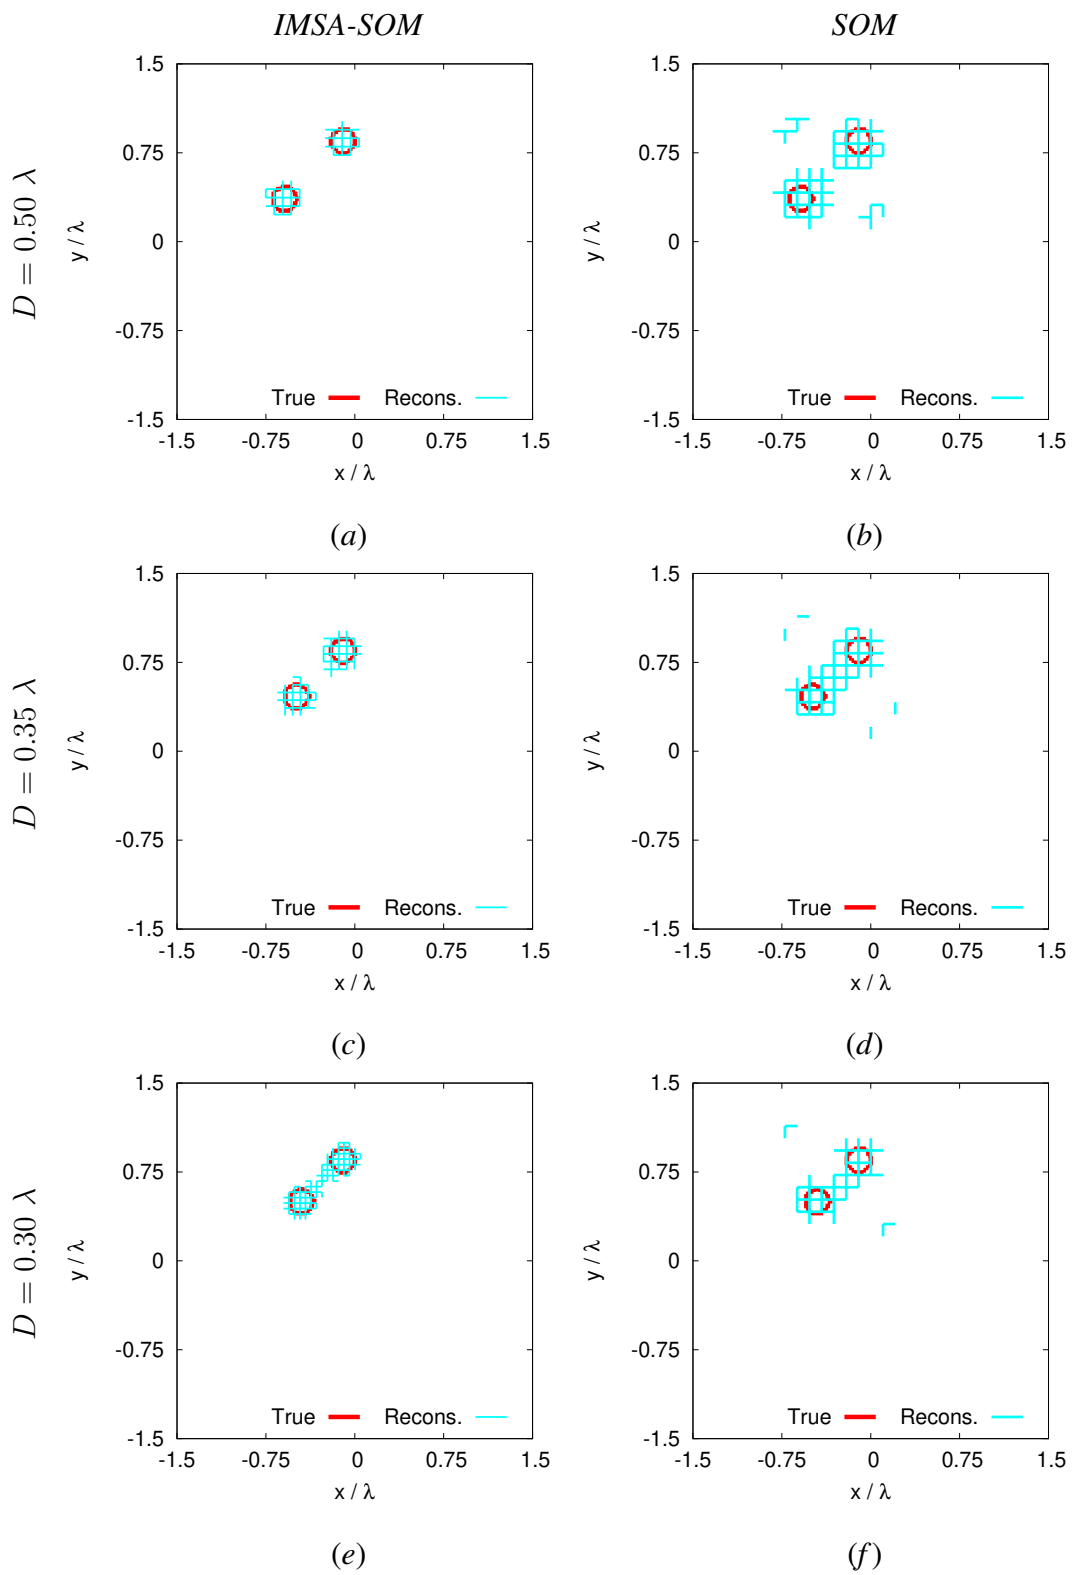 IMSA-SOM SOM
D = 0.50 λ
1.5
0.75
0
-0.75
-1.5
y / λ
True Recons.
-1.5 -0.75 0 0.75 1.5
x / λ
(a)
1.5
0.75
0
-0.75
-1.5
y / λ
True Recons.
-1.5 -0.75 0 0.75 1.5
x / λ
(b)
D = 0.35 λ
1.5
0.75
0
-0.75
-1.5
y / λ
True Recons.
-1.5 -0.75 0 0.75 1.5
x / λ
(c)
1.5
0.75
0
-0.75
-1.5
y / λ
True Recons.
-1.5 -0.75 0 0.75 1.5
x / λ
(d)
D = 0.30 λ
1.5
0.75
0
-0.75
-1.5
y / λ
True Recons.
-1.5 -0.75 0 0.75 1.5
x / λ
(e)
1.5
0.75
0
-0.75
-1.5
y / λ
True Recons.
-1.5 -0.75 0 0.75 1.5
x / λ
(f)